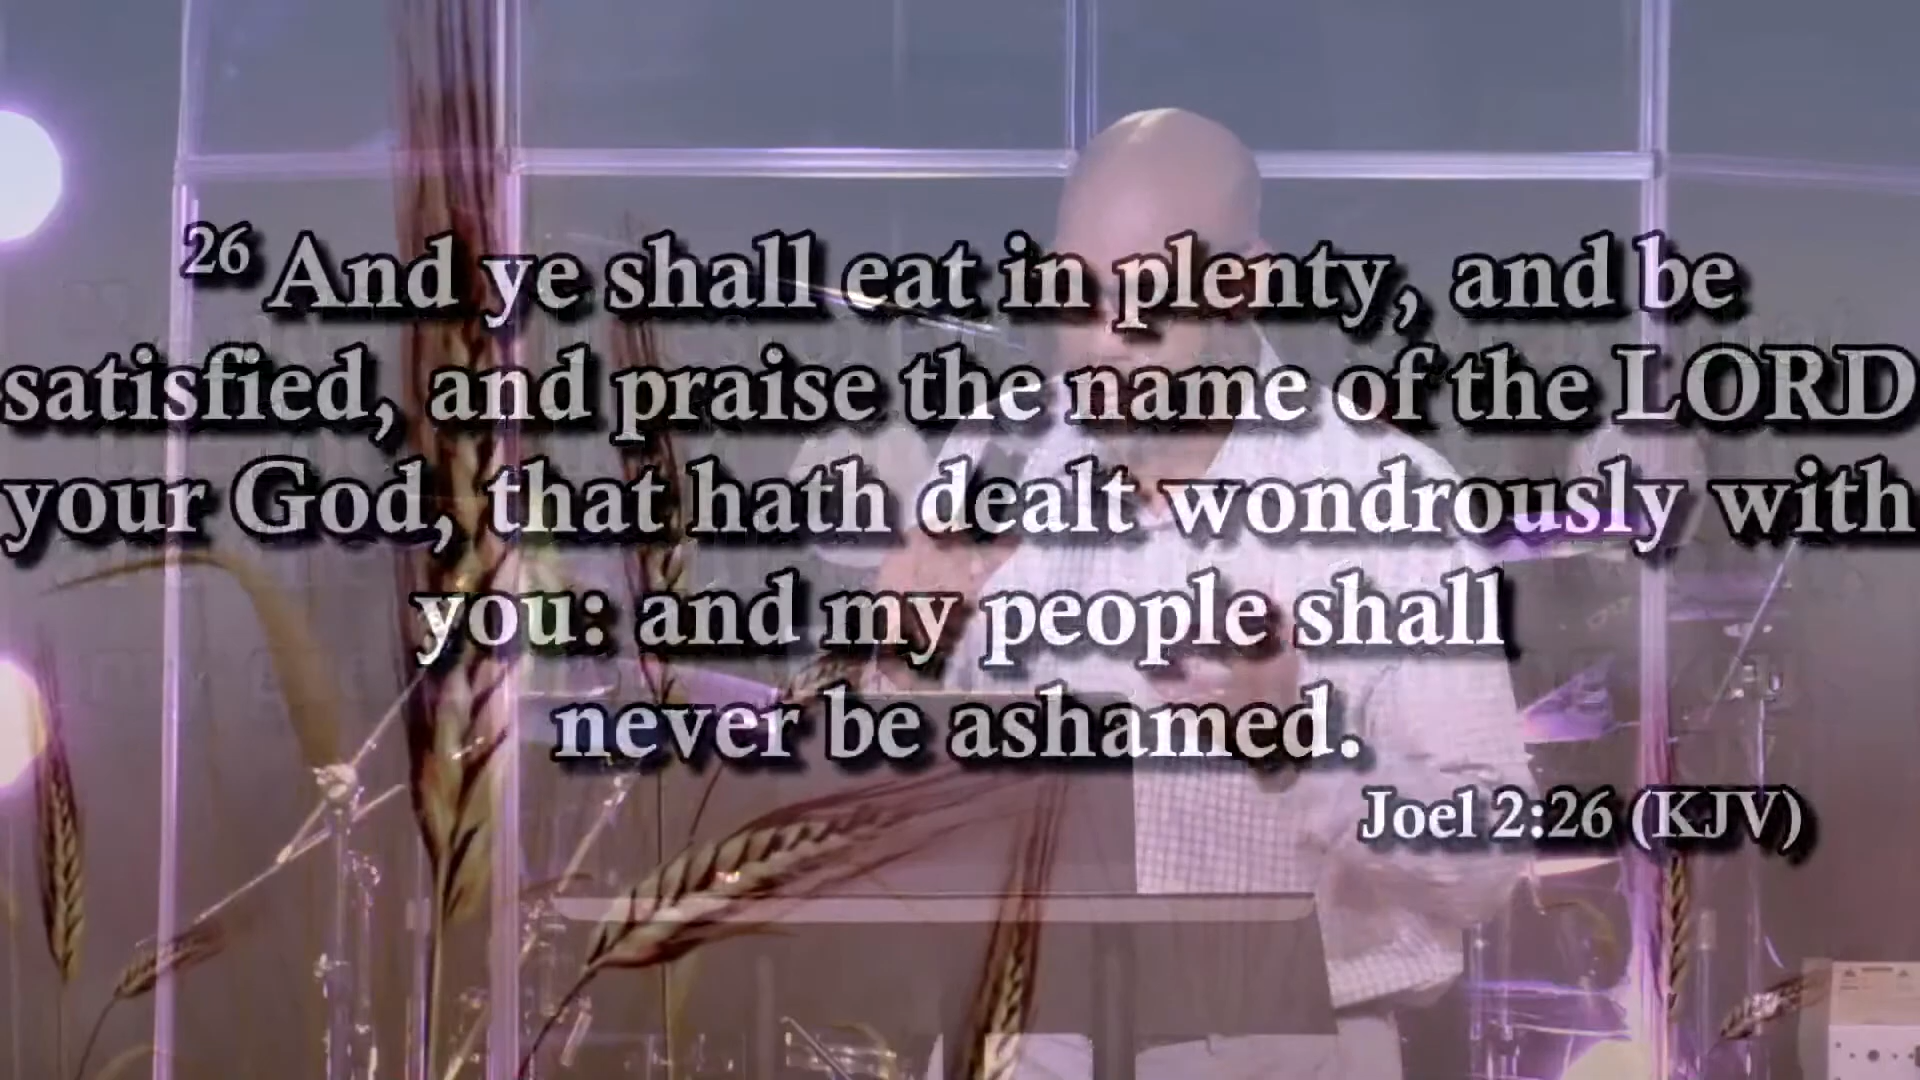 26 And ye shall eat in plenty, and be
satisfied, and praise the name of the LORD
your God, that hath dealt wondrously with
you: and my people shall
never be ashamed.
Joel 2:26 (KJV)